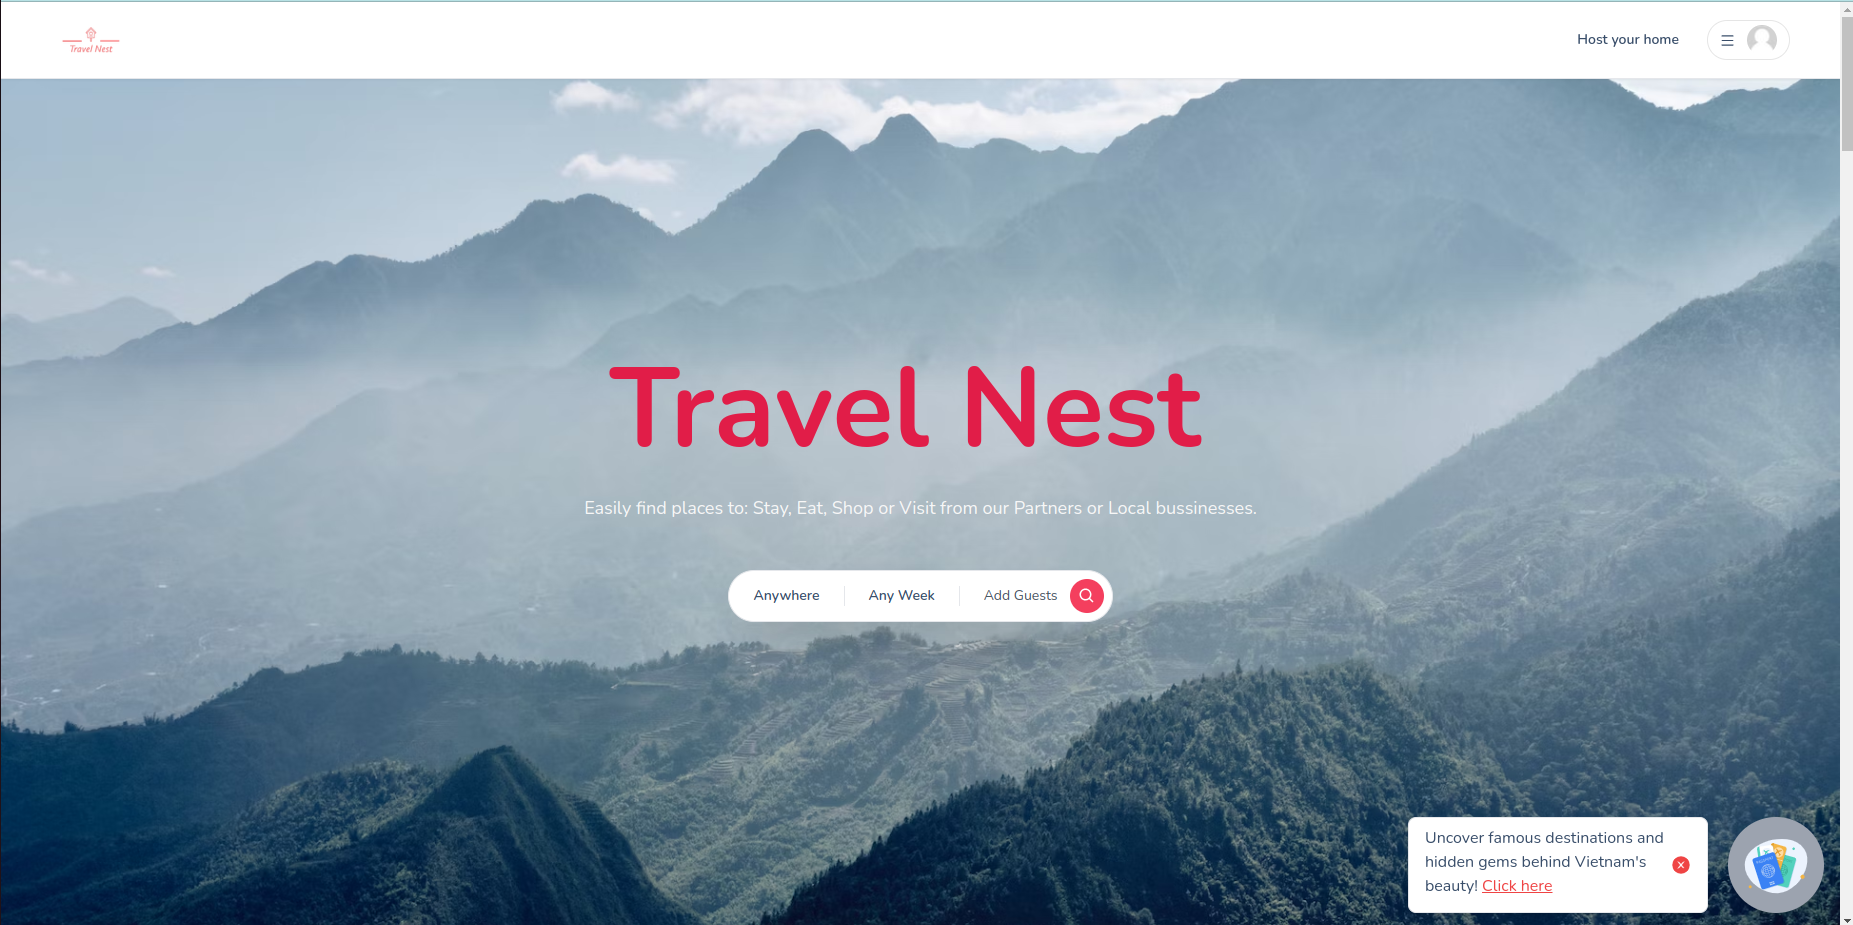 Travel Nest
Host your home
Travel Nest
Easily find places to: Stay, Eat, Shop or Visit from our Partners or Local bussinesses.
Anywhere
Any Week
Add Guests
Uncover famous destinations and
hidden gems behind Vietnam's
beauty! Click here